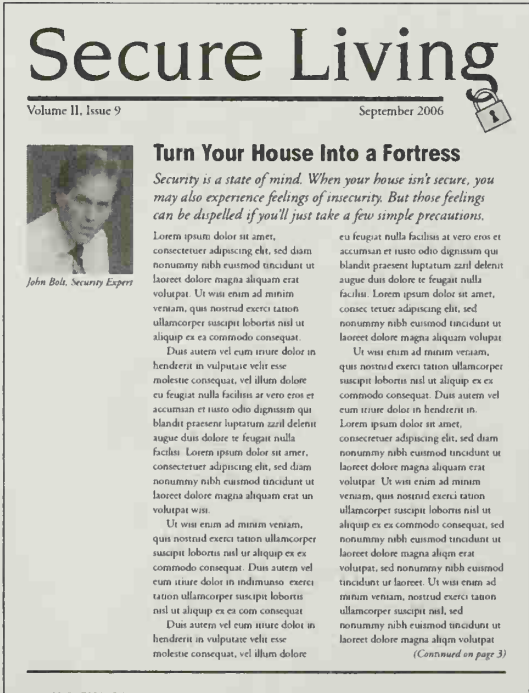 Secure Living
Volume II, Issue 9
September 2006
John Bolt, Security Expert
Turn Your House Into a Fortress
Security is a state of mind. When your house isn't secure, you
may also experience feelings of insecurity. But those feelings
can be dispelled if you'll just take a few simple precautions.
Lorem ipsum dolor sit amet,
consectetuer adipiscing elit, sed diam
nonummy nibh euismod tincidunt ut
laoreet dolore magna aliquam erat
volutpat. Ut wisi enim ad minim
veniam, quis nostrud exerci tation
ullamcorper suscipit lobortis nisl ut
aliquip ex ea commodo consequat.
Duis autem vel eum iriure dolor in
hendrerit in vulputate velit esse
molestie consequat, vel illum dolore
eu feugiat nulla facilisis at vero eros et
accumsan et iusto odio dignissim qui
blandit praesent luptatum zzril delenit
augue duis dolore te feugait nulla
facilisi. Lorem ipsum dolor sit amet,
consectetuer adipiscing elit, sed diam
nonummy nibh euismod tincidunt ut
laoreet dolore magna aliquam erat un
volutpat wisi.
Ut wisi enim ad minim veniam,
quis nostrud exerci tation ullamcorper
suscipit lobortis nisl ut aliquip ex ex
commodo consequat. Duis autem vel
eum iriure dolor in indimunso exerci
tation ullamcorper suscipit lobortis
nisl ut aliquip ex ea com consequat
Duis autem vel eum iriure dolor in
hendrerit in vulputate velit esse
molestie consequat, vel illum dolore
eu feugiat nulla facilisis at vero eros et
accumsan et iusto odio dignissim qui
blandit praesent luptatum zzril delenit
augue duis dolore te feugait nulla
facilisi. Lorem ipsum dolor sit amet,
consec tetuer adipiscing elit, sed
nonummy nibh euismod tincidunt ut
laoreet dolore magna aliquam volupat
Ut wisi enim ad minim veniam,
quis nostrud exerci tation ullamcorper
suscipit lobortis nisl ut aliquip ex ex
commodo consequat. Duis autem vel
eum iriure dolor in hendrerit in.
Lorem ipsum dolor sit amet,
consectetuer adipiscing elit, sed diam
nonummy nibh euismod tincidunt ut
laoreet dolore magna aliquam erat
volutpat. Ut wisi enim ad minim
veniam, quis nostrud exerci tation
ullamcorper suscipit lobortis nisl ut
aliquip ex ex commodo consequat, sed
nonummy nibh euismod tincidunt ut
laoreet dolore magna aliqm erat
volutpat, sed nonummy nibh euismod
tincidunt ut laoreet. Ut wisi enim ad
minim veniam, nostrud exerci tation
ullamcorper suscipit nisl, sed
nonummy nibh euismod tincidunt ut
laoreet dolore magna aliqm volutpat
(Continued on page 3)